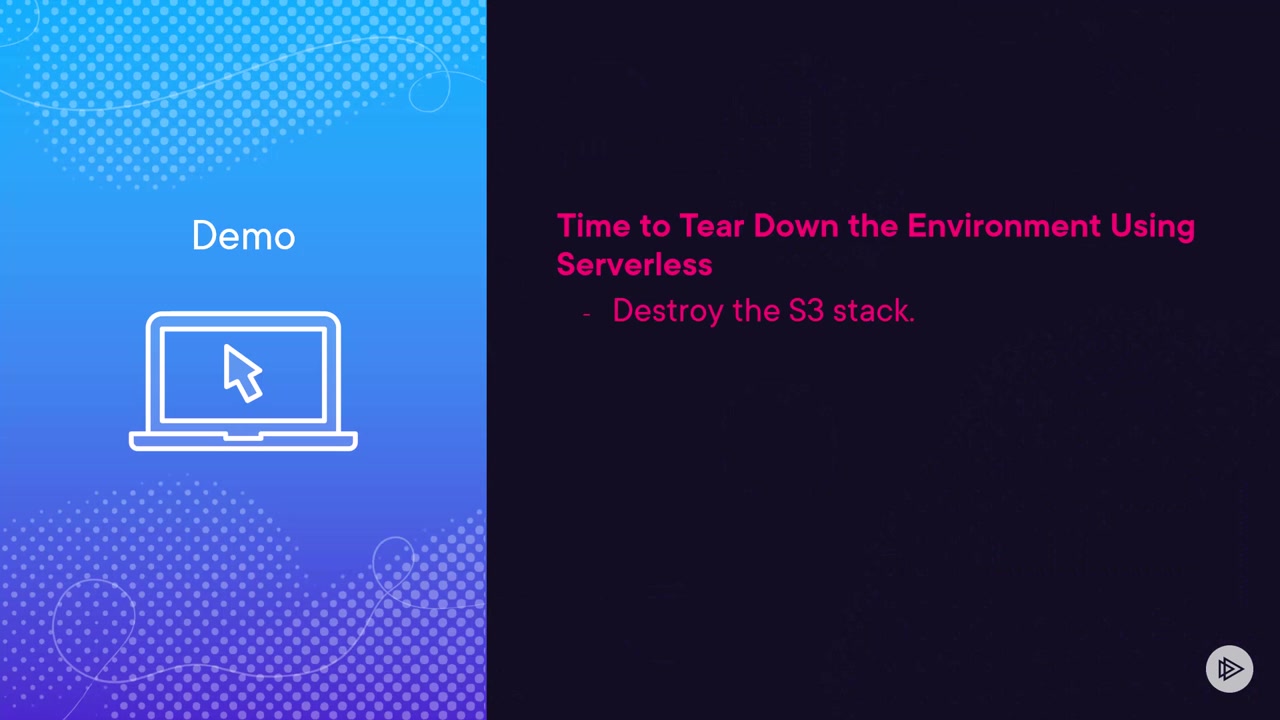 Demo
Time to Tear Down the Environment Using
Serverless
- Destroy the S3 stack.